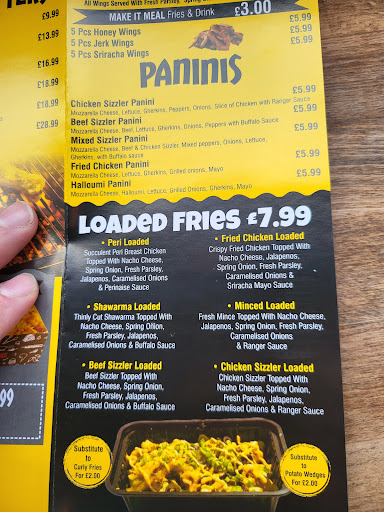 All Wings Served With Fresh Parsley, Spring
MAKE IT MEAL Fries & Drink £3.00
5 Pcs Honey Wings £5.99
5 Pcs Jerk Wings £5.99
5 Pcs Sriracha Wings £5.99
£9.99
£13.99
£16.99
£18.99
£18.99
£28.99
PANINIS
Chicken Sizzler Panini £5.99
Mozzarella Cheese, Lettuce, Gherkins, Peppers, Onions, Slice of Chicken with Ranger Sauce
Beef Sizzler Panini £5.99
Mozzarella Cheese, Beef, Lettuce, Gherkins, Onions, Peppers with Buffalo Sauce
Mixed Sizzler Panini £5.99
Mozzarella Cheese, Beef & Chicken Sizzler, Mixed peppers, Onions, Lettuce,
Gherkins, with Buffalo sauce
Fried Chicken Panini £5.99
Mozzarella Cheese, Lettuce, Gherkins, Grilled onions, Mayo
Halloumi Panini £5.99
Mozzarella Cheese, Halloumi, Lettuce, Grilled Onions, Gherkins, Mayo
LOADED FRIES £7.99
• Peri Loaded
Succulent Peri Breast Chicken
Topped With Nacho Cheese,
Spring Onion, Fresh Parsley,
Jalapenos, Caramelised Onions
& Perinaise Sauce
• Fried Chicken Loaded
Crispy Fried Chicken Topped With
Nacho Cheese, Jalapenos,
Spring Onion, Fresh Parsley,
Caramelised Onions &
Sriracha Mayo Sauce
• Shawarma Loaded
Thinly Cut Shawarma Topped With
Nacho Cheese, Spring Onion,
Fresh Parsley, Jalapenos,
Caramelised Onions & Buffalo Sauce
• Minced Loaded
Fresh Mince Topped With Nacho Cheese,
Jalapenos, Spring Onion, Fresh Parsley,
Caramelised Onions
& Ranger Sauce
• Beef Sizzler Loaded
Beef Sizzler Topped With
Nacho Cheese, Spring Onion,
Fresh Parsley, Jalapenos,
Caramelised Onions & Buffalo Sauce
• Chicken Sizzler Loaded
Chicken Sizzler Topped With
Nacho Cheese, Spring Onion,
Fresh Parsley, Jalapenos,
Caramelised Onions & Ranger Sauce
99
Substitute
to
Curly Fries
For £2.00
Substitute
to
Potato Wedges
For £2.00